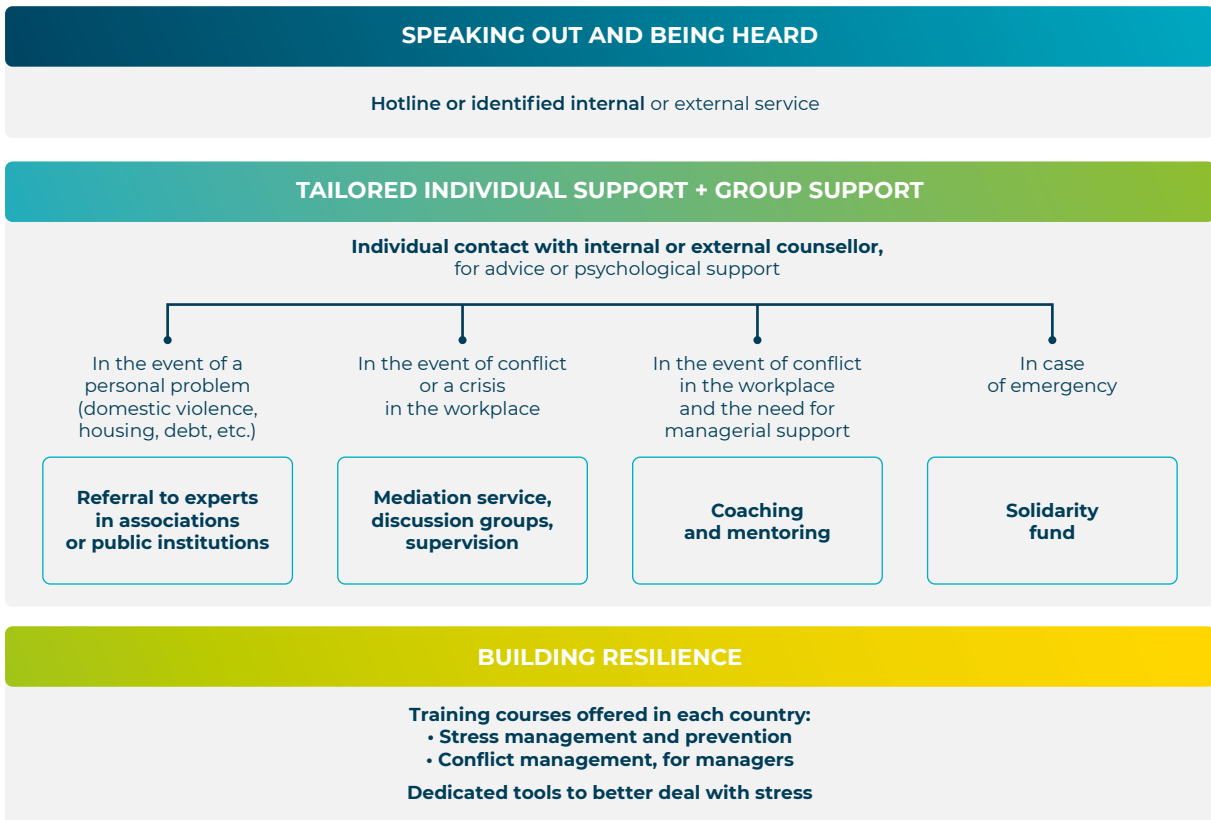 SPEAKING OUT AND BEING HEARD
Hotline or identified internal or external service
TAILORED INDIVIDUAL SUPPORT + GROUP SUPPORT
Individual contact with internal or external counsellor,
for advice or psychological support
In the event of a
personal problem
(domestic violence,
housing, debt, etc.)
Referral to experts
in associations
or public institutions
In the event of conflict
or a crisis
in the workplace
Mediation service,
discussion groups,
supervision
In the event of conflict
in the workplace
and the need for
managerial support
Coaching
and mentoring
In case
of emergency
Solidarity
fund
BUILDING RESILIENCE
Training courses offered in each country:
• Stress management and prevention
• Conflict management, for managers
Dedicated tools to better deal with stress